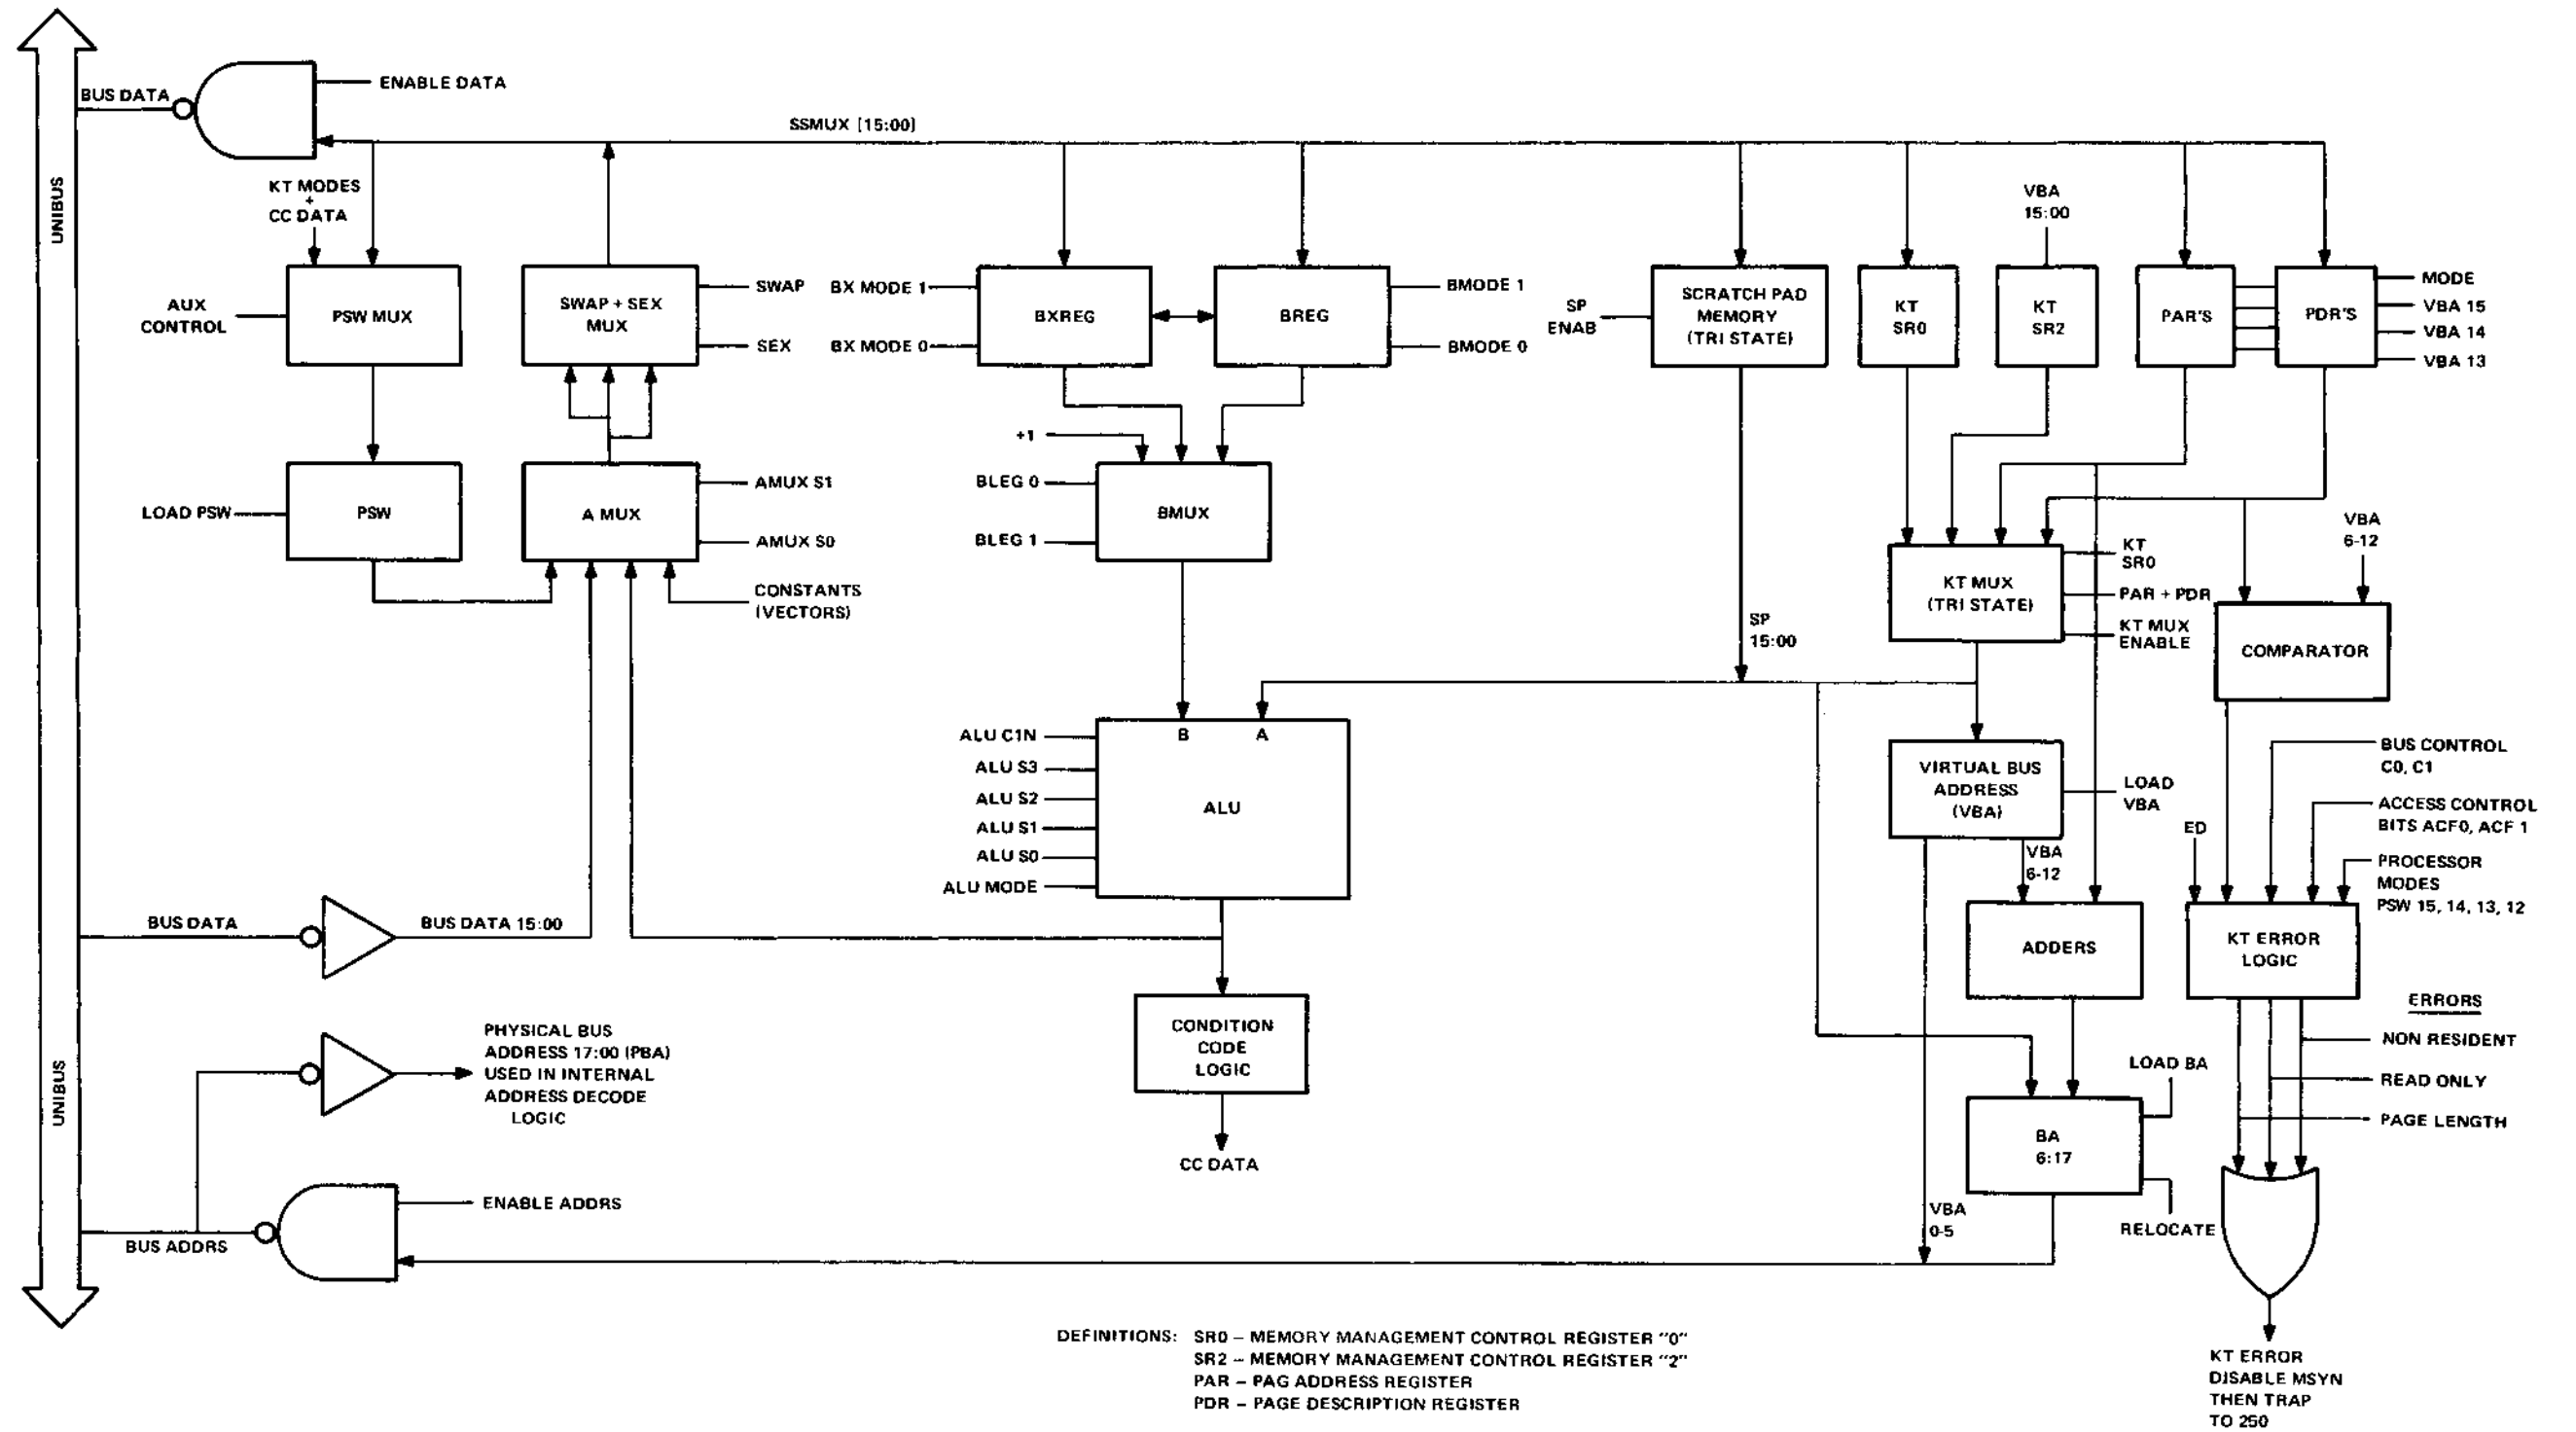 UNIBUS
BUS DATA
ENABLE DATA
SSMUX [15:00]
KT MODES
+
CC DATA
AUX
CONTROL
PSW MUX
SWAP + SEX
MUX
SWAP
SEX
BX MODE 1
BX MODE 0
BXREG
BREG
BMODE 1
BMODE 0
SP
ENAB
SCRATCH PAD
MEMORY
(TRI STATE)
KT
SR0
VBA
15:00
KT
SR2
PAR'S
PDR'S
MODE
VBA 15
VBA 14
VBA 13
LOAD PSW
PSW
A MUX
AMUX S1
AMUX S0
CONSTANTS
(VECTORS)
+1
BLEG 0
BLEG 1
BMUX
SP
15:00
KT MUX
(TRI STATE)
KT
SR0
PAR + PDR
KT MUX
ENABLE
VBA
6-12
COMPARATOR
ALU C1N
ALU S3
ALU S2
ALU S1
ALU S0
ALU MODE
B
A
ALU
VIRTUAL BUS
ADDRESS
(VBA)
LOAD
VBA
BUS CONTROL
C0, C1
ACCESS CONTROL
BITS ACF0, ACF 1
ED
PROCESSOR
MODES
PSW 15, 14, 13, 12
VBA
6-12
BUS DATA
BUS DATA 15:00
ADDERS
KT ERROR
LOGIC
ERRORS
NON RESIDENT
READ ONLY
PAGE LENGTH
CONDITION
CODE
LOGIC
CC DATA
UNIBUS
PHYSICAL BUS
ADDRESS 17:00 (PBA)
USED IN INTERNAL
ADDRESS DECODE
LOGIC
LOAD BA
BA
6:17
RELOCATE
VBA
0-5
ENABLE ADDRS
BUS ADDRS
DEFINITIONS: SR0 – MEMORY MANAGEMENT CONTROL REGISTER "0"
SR2 – MEMORY MANAGEMENT CONTROL REGISTER "2"
PAR – PAG ADDRESS REGISTER
PDR – PAGE DESCRIPTION REGISTER
KT ERROR
DISABLE MSYN
THEN TRAP
TO 250